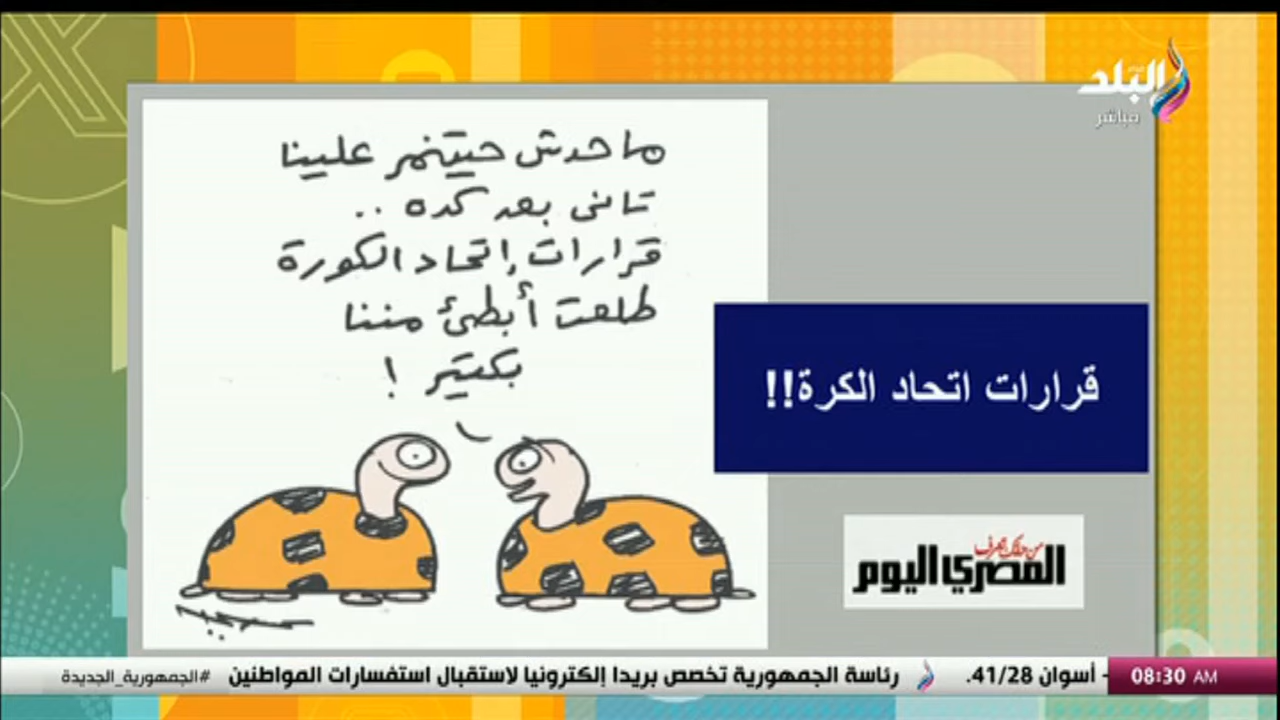 البلد
مباشر
ماحدش حيتنمر علينا
تانى بعد كده ..
قرارات إتحاد الكورة
طلعت أبطئ مننا
بكتير !
قرارات اتحاد الكرة!!
من حقك تعرف
المصري اليوم
08:30 AM
- أسوان 41/28.
رئاسة الجمهورية تخصص بريدا إلكترونيا لاستقبال استفسارات المواطنين
#الجمهورية_الجديدة